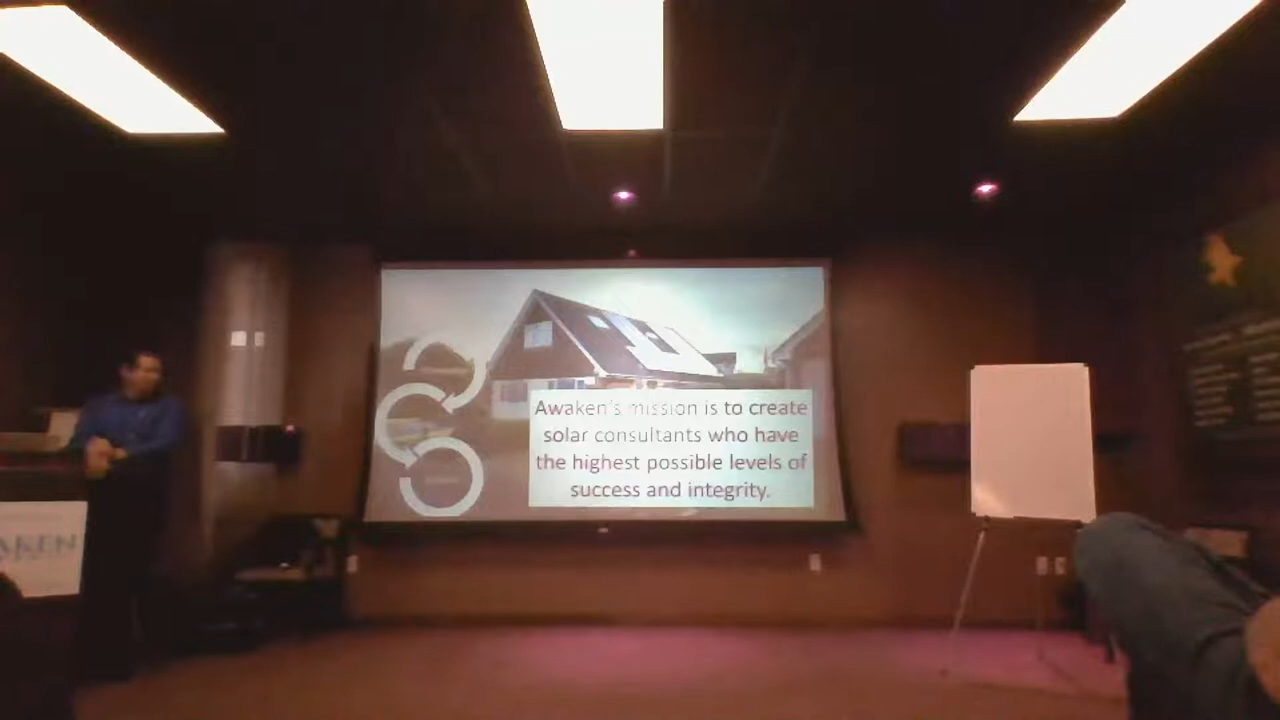 Awaken's mission is to create
solar consultants who have
the highest possible levels of
success and integrity.
AKEN